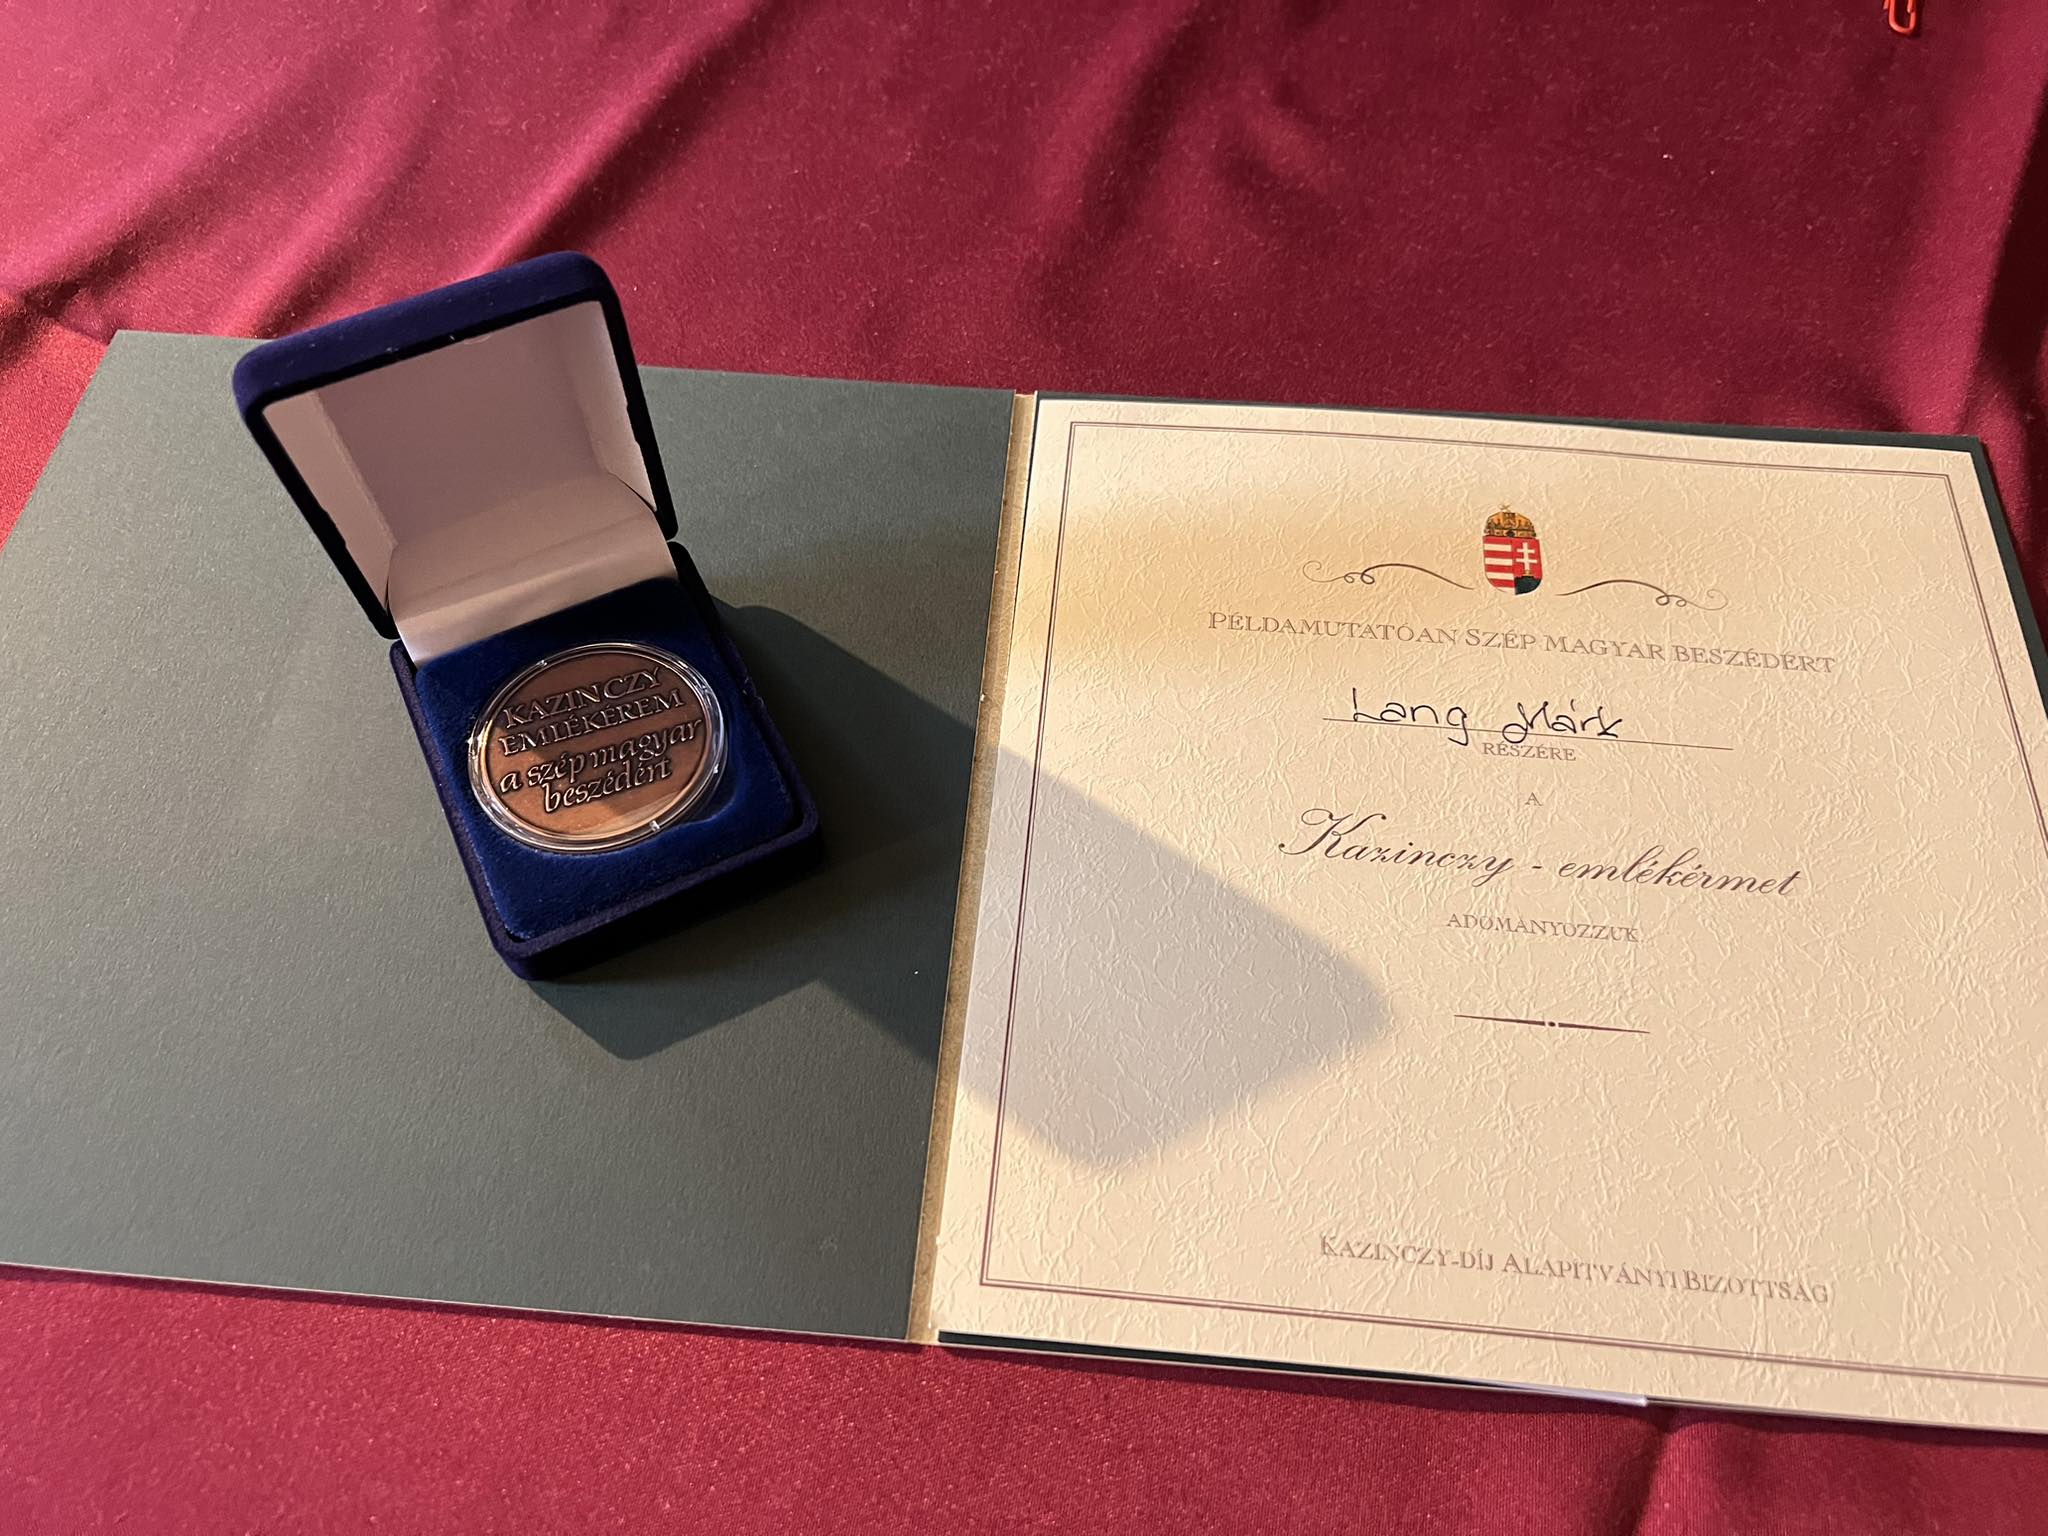 KAZINCZY
EMLÉKÉREM
a szép magyar
beszédért
PÉLDAMUTATÓAN SZÉP MAGYAR BESZÉDÉRT
Lang Márk
RÉSZÉRE
A
Kazinczy - emlékérmet
ADOMÁNYOZZUK
KAZINCZY-DÍJ ALAPÍTVÁNYI BIZOTTSÁG